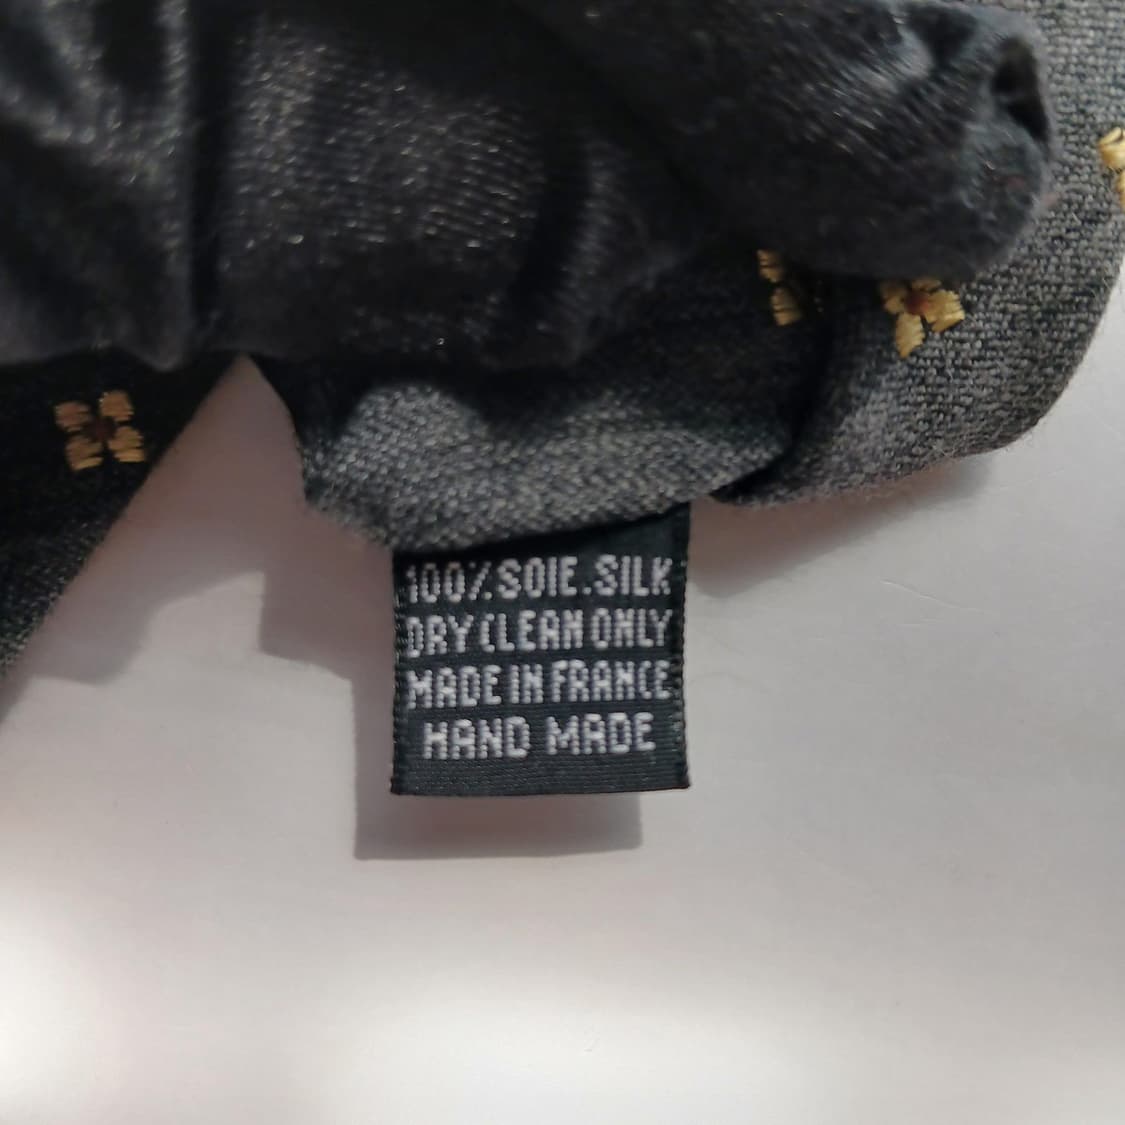 100% SOIE.SILK
DRY CLEAN ONLY
MADE IN FRANCE
HAND MADE